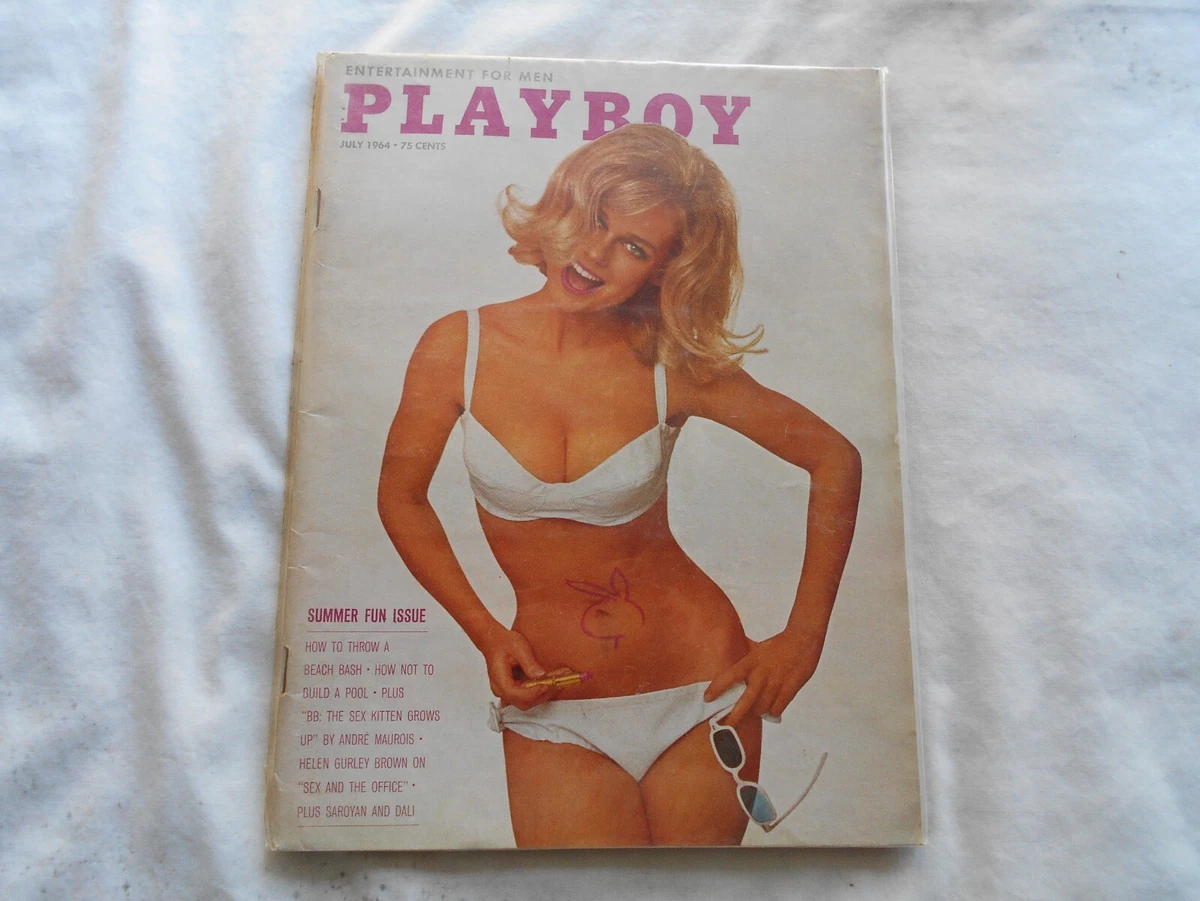 ENTERTAINMENT FOR MEN
PLAYBOY
JULY 1964 • 75 CENTS
SUMMER FUN ISSUE
HOW TO THROW A
BEACH BASH • HOW NOT TO
BUILD A POOL • PLUS
"BB: THE SEX KITTEN GROWS
UP" BY ANDRÉ MAUROIS •
HELEN GURLEY BROWN ON
"SEX AND THE OFFICE" •
PLUS SAROYAN AND DALI